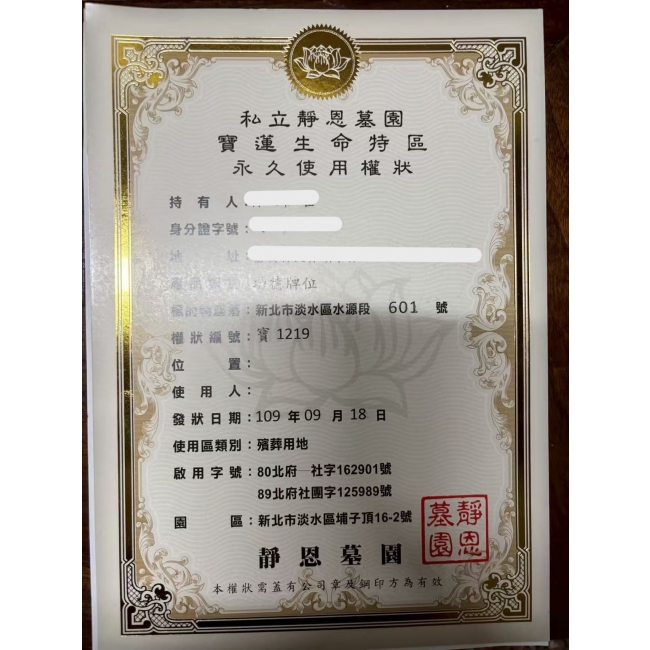 私立靜恩墓園
寶蓮生命特區
永久使用權狀
持有人：
身分證字號：
地址：
牌位
：新北市淡水區水源段 601 號
權狀編號：寶 1219
位置：
使用人：
發狀日期：109 年 09 月 18 日
使用區類別：殯葬用地
啟用字號：80北府一社字162901號
89北府社團字125989號
園區：新北市淡水區埔子頂16-2號
靜恩墓園
靜恩墓園
本權狀需蓋有公司章及鋼印方為有效